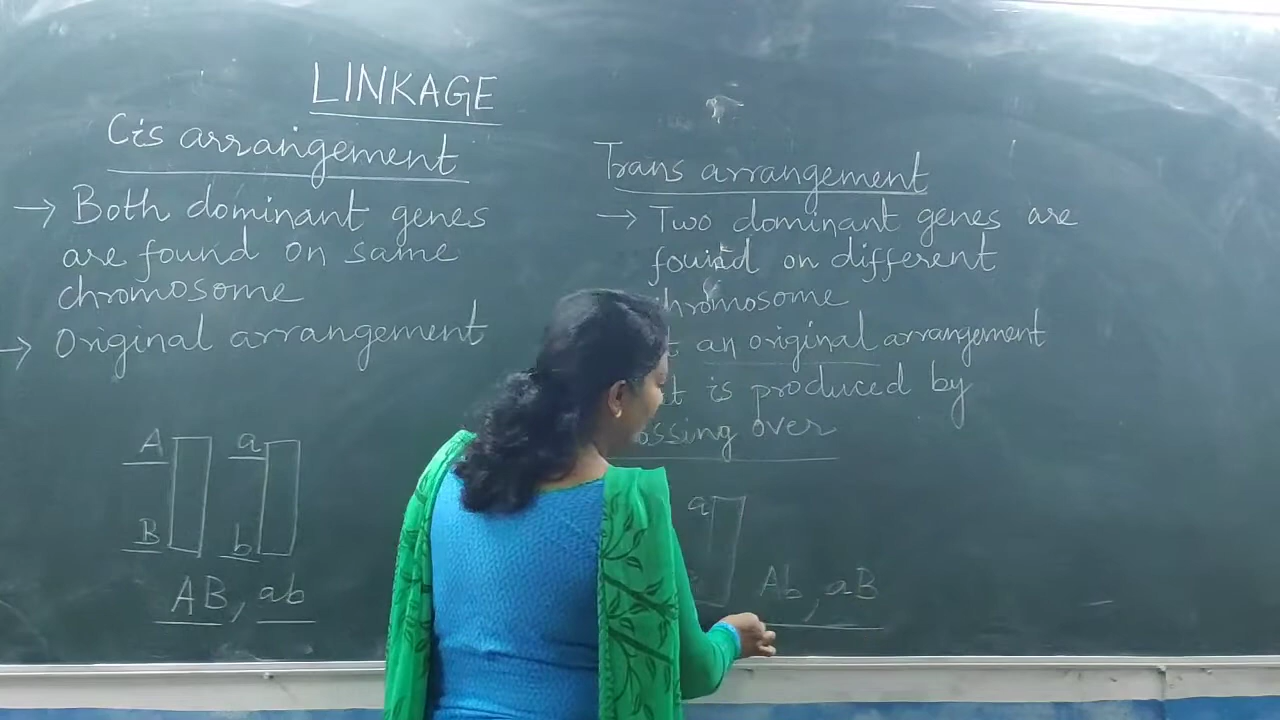 LINKAGE
Cis arrangement
→ Both dominant genes
are found on same
chromosome
→ Original arrangement
A a
B b
AB, ab
Trans arrangement
→ Two dominant genes are
found on different
hromosome
an original arrangement
is produced by
ossing over
a
Ab, aB